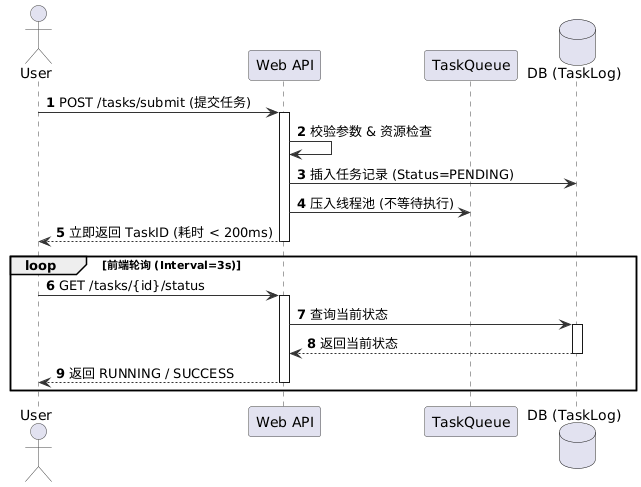 User
Web API
TaskQueue
DB (TaskLog)
1 POST /tasks/submit (提交任务)
2 校验参数 & 资源检查
3 插入任务记录 (Status=PENDING)
4 压入线程池 (不等待执行)
5 立即返回 TaskID (耗时 < 200ms)
loop [前端轮询 (Interval=3s)]
6 GET /tasks/{id}/status
7 查询当前状态
8 返回当前状态
9 返回 RUNNING / SUCCESS
User
Web API
TaskQueue
DB (TaskLog)